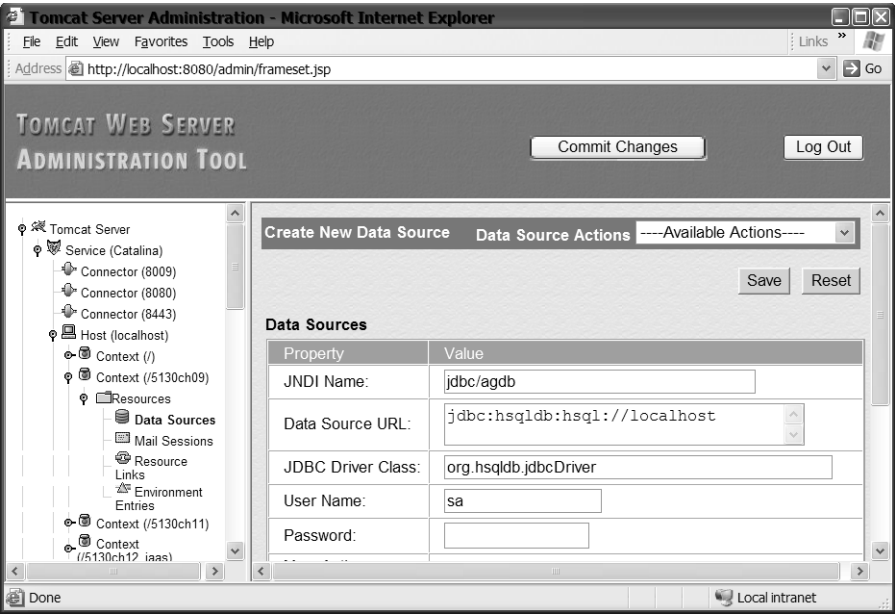 Tomcat Server Administration - Microsoft Internet Explorer
File Edit View Favorites Tools Help Links »
Address http://localhost:8080/admin/frameset.jsp Go
TOMCAT WEB SERVER
ADMINISTRATION TOOL
Commit Changes Log Out
Tomcat Server
Service (Catalina)
Connector (8009)
Connector (8080)
Connector (8443)
Host (localhost)
Context (/)
Context (/5130ch09)
Resources
Data Sources
Mail Sessions
Resource
Links
Environment
Entries
Context (/5130ch11)
Context
(/5130ch12_jaas)
Create New Data Source Data Source Actions ----Available Actions----
Save Reset
Data Sources
Property Value
JNDI Name: jdbc/agdb
Data Source URL: jdbc:hsqldb:hsql://localhost
JDBC Driver Class: org.hsqldb.jdbcDriver
User Name: sa
Password:
Done Local intranet